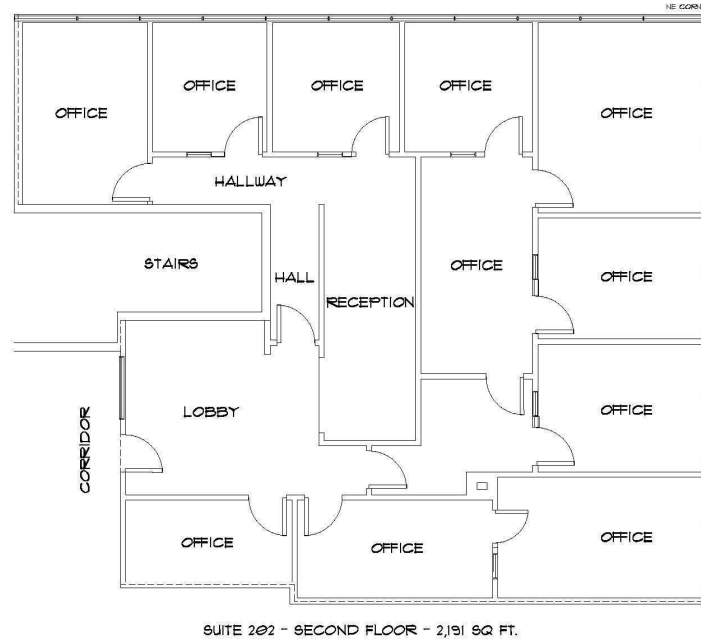 NE CORN
OFFICE
OFFICE
OFFICE
OFFICE
OFFICE
HALLWAY
STAIRS
HALL
RECEPTION
OFFICE
OFFICE
CORRIDOR
LOBBY
OFFICE
OFFICE
OFFICE
OFFICE
SUITE 202 - SECOND FLOOR - 2,191 SQ FT.